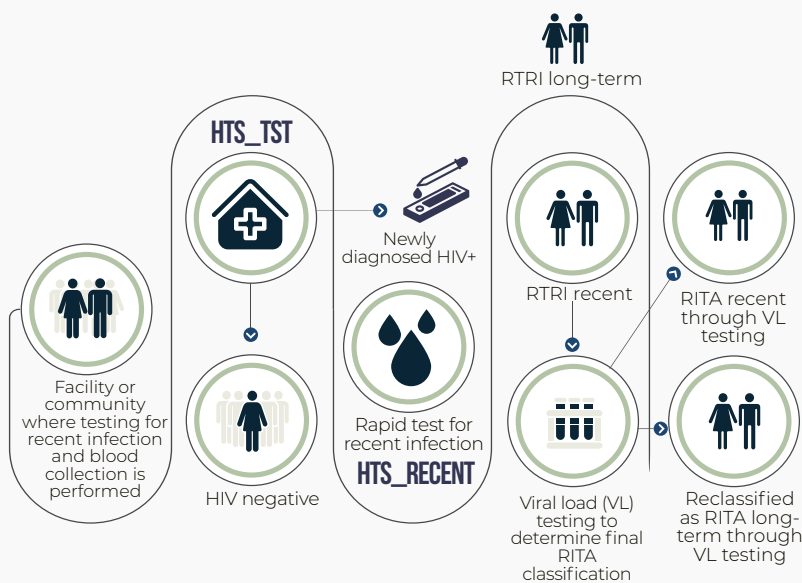 RTRI long-term
HTS_TST
Newly
diagnosed HIV+
Facility or
community
where testing for
recent infection
and blood
collection is
performed
HIV negative
Rapid test for
recent infection
HTS_RECENT
RTRI recent
Viral load (VL)
testing to
determine final
RITA
classification
RITA recent
through VL
testing
Reclassified
as RITA long-
term through
VL testing